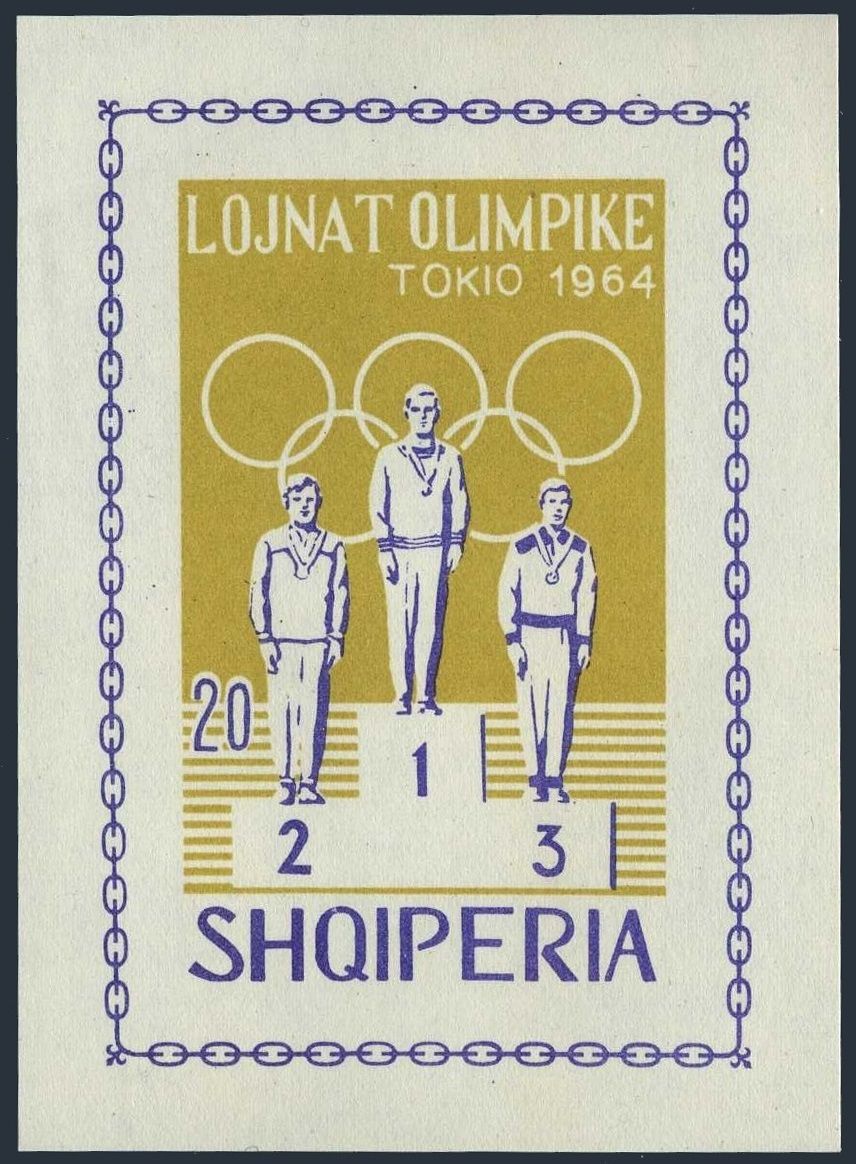 LOJNAT OLIMPIKE
TOKIO 1964
20
1
2 3
SHQIPERIA